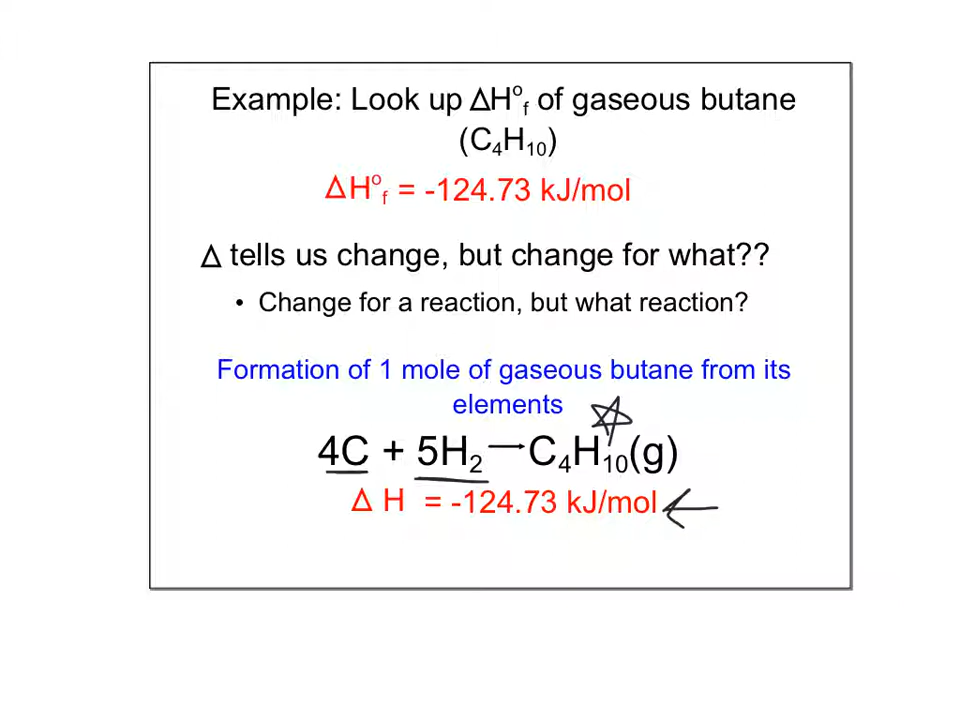 Example: Look up ΔH°f of gaseous butane
(C₄H₁₀)
ΔH°f = -124.73 kJ/mol
Δ tells us change, but change for what??
• Change for a reaction, but what reaction?
Formation of 1 mole of gaseous butane from its
elements
4C + 5H₂ → C₄H₁₀(g)
Δ H = -124.73 kJ/mol